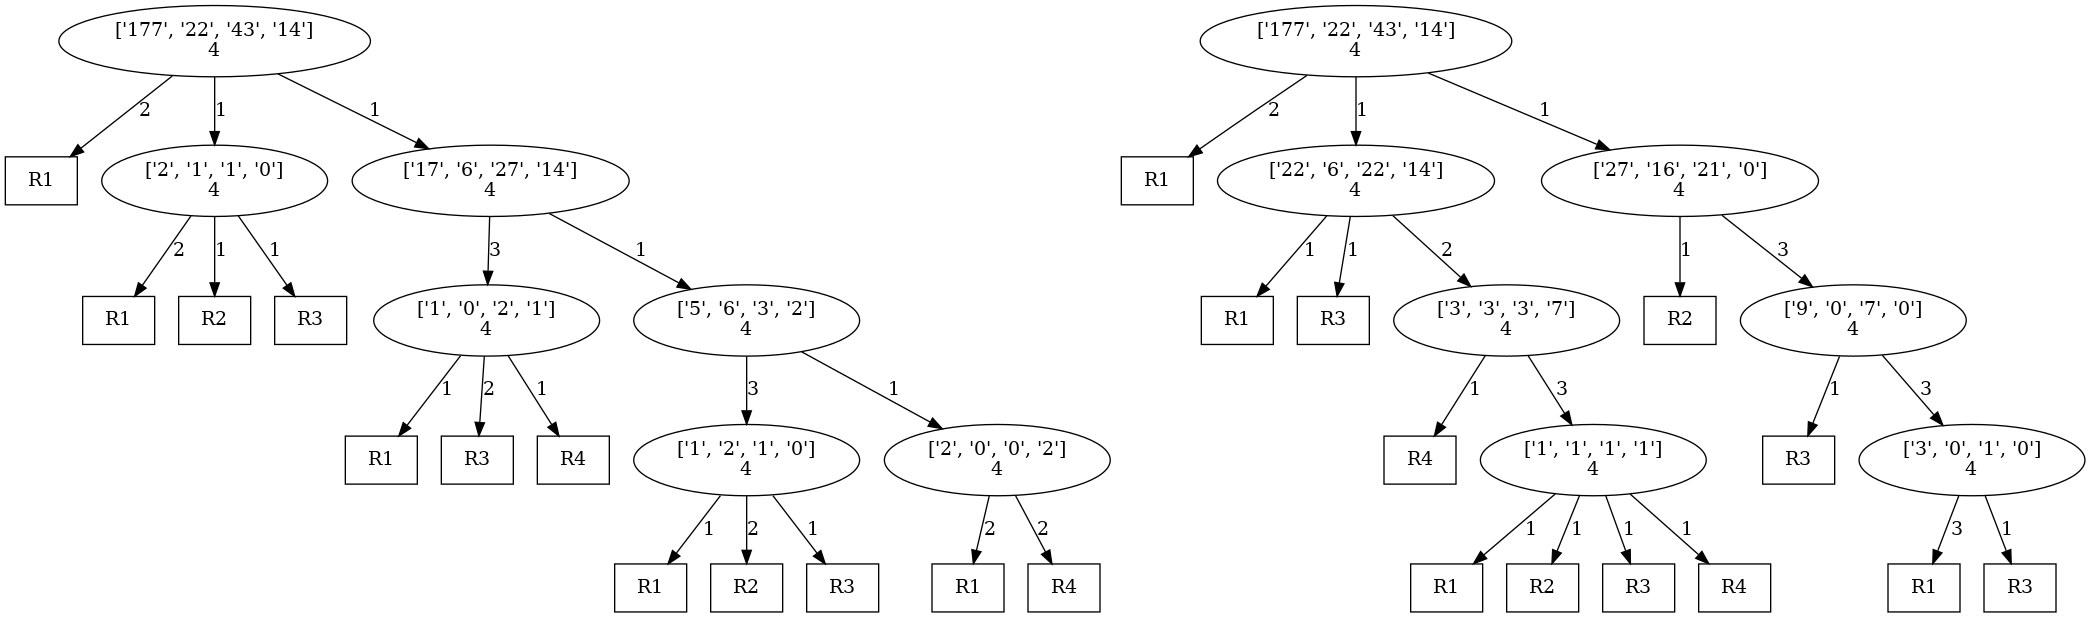 ['177', '22', '43', '14']
4
['177', '22', '43', '14']
4
2
1
1
2
1
1
R1
['2', '1', '1', '0']
4
['17', '6', '27', '14']
4
R1
['22', '6', '22', '14']
4
['27', '16', '21', '0']
4
2
1
1
3
1
1
1
2
1
3
R1
R2
R3
['1', '0', '2', '1']
4
['5', '6', '3', '2']
4
R1
R3
['3', '3', '3', '7']
4
R2
['9', '0', '7', '0']
4
1
2
1
3
1
1
3
1
3
R1
R3
R4
['1', '2', '1', '0']
4
['2', '0', '0', '2']
4
R4
['1', '1', '1', '1']
4
R3
['3', '0', '1', '0']
4
1
2
1
2
2
1
1
1
1
3
1
R1
R2
R3
R1
R4
R1
R2
R3
R4
R1
R3